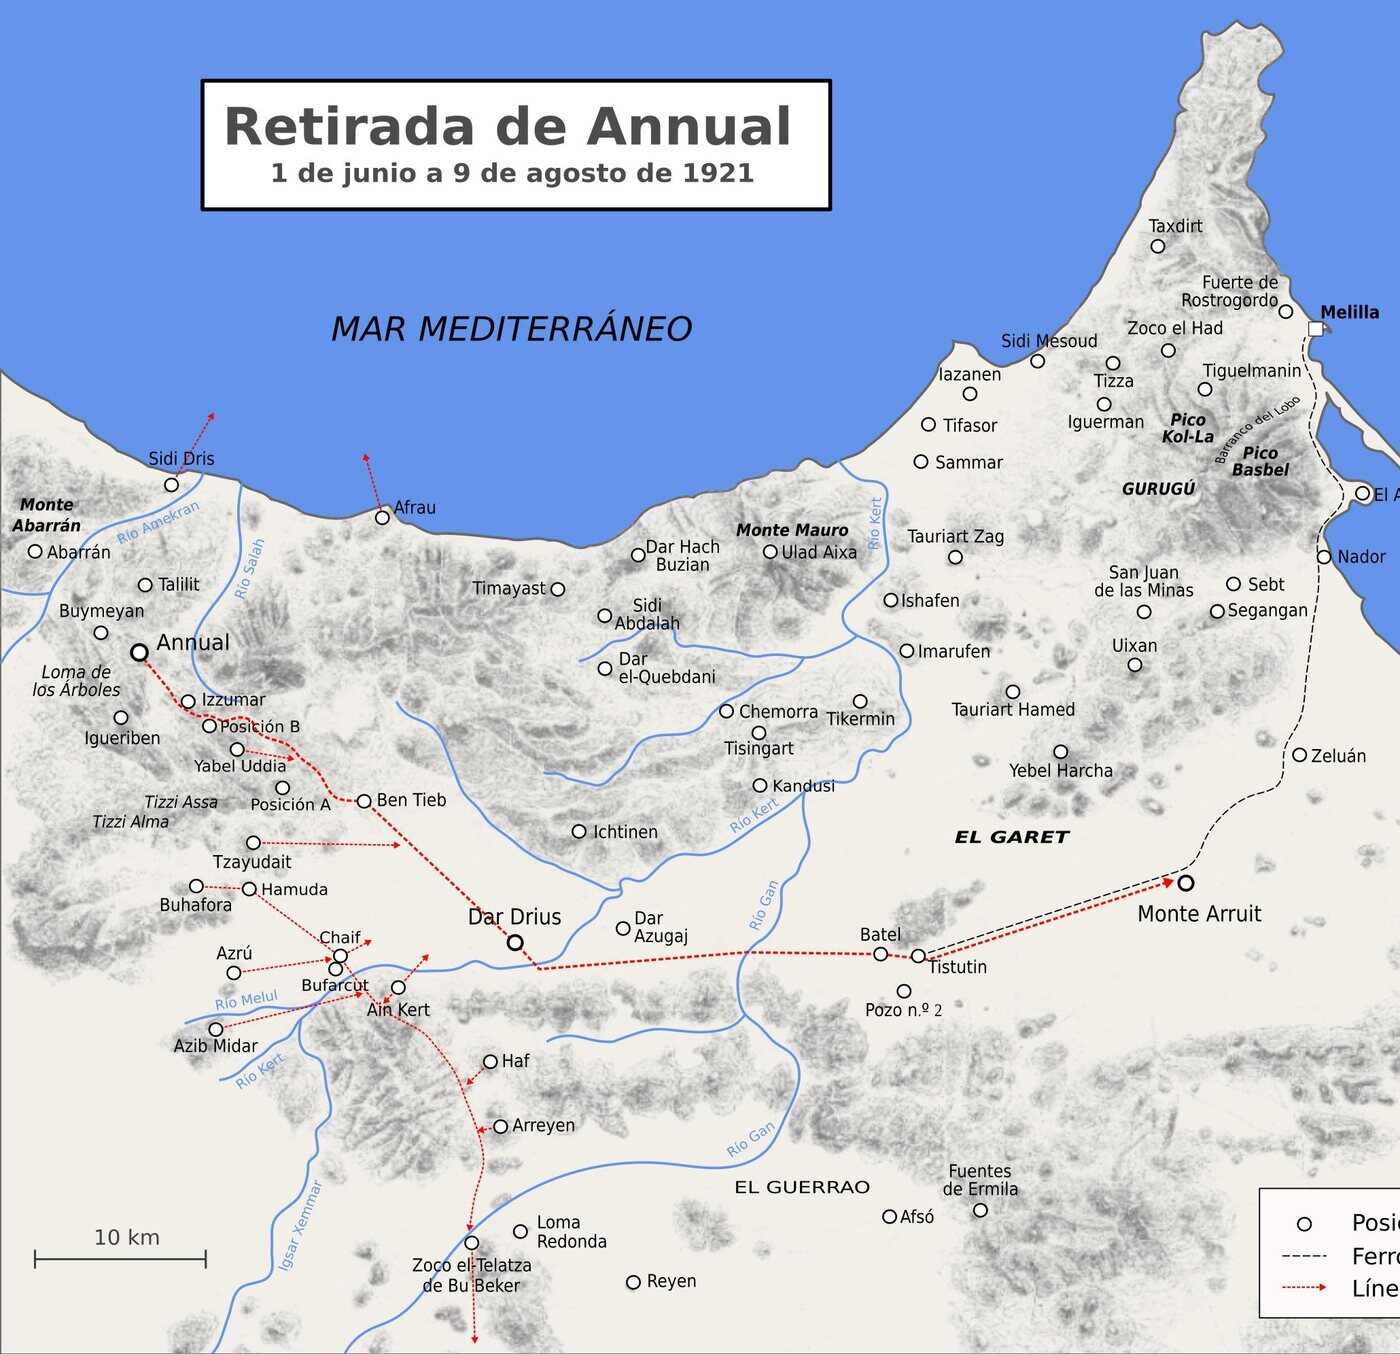 Retirada de Annual
1 de junio a 9 de agosto de 1921
MAR MEDITERRÁNEO
Taxdirt
Fuerte de
Rostrogordo
Melilla
Zoco el Had
Sidi Mesoud
Tizza
Tiguelmanin
Iazanen
Iguerman
Tifasor
Pico
Kol-La
Barranco del Lobo
Pico
Basbel
Sammar
GURUGÚ
El
Sidi Dris
Afrau
Monte
Abarrán
Río Amekran
Abarrán
Río Salah
Talilit
Buymeyan
Annual
Loma de
los Árboles
Izzumar
Igueriben
Posición B
Yabel Uddia
Posición A
Tizzi Assa
Tizzi Alma
Ben Tieb
Monte Mauro
Dar Hach
Buzian
Ulad Aixa
Río Kert
Timayast
Sidi
Abdalah
Dar
el-Quebdani
Tauriart Zag
Ishafen
Imarufen
San Juan
de las Minas
Sebt
Segangan
Nador
Uixan
Tauriart Hamed
Chemorra
Tikermin
Tisingart
Kandusi
Yebel Harcha
Zeluán
Río Kert
Ichtinen
EL GARET
Tzayudait
Hamuda
Buhafora
Chaif
Azrú
Bufarcut
Río Melul
Ain Kert
Azib Midar
Río Kert
Dar Drius
Dar
Azugaj
Río Gan
Batel
Tistutin
Pozo n.º 2
Monte Arruit
Haf
Arreyen
Río Gan
EL GUERRAO
Fuentes
de Ermila
Afsó
Loma
Redonda
Zoco el-Telatza
de Bu Beker
Reyen
Igsar Xemmar
10 km
Posi
Ferr
Líne